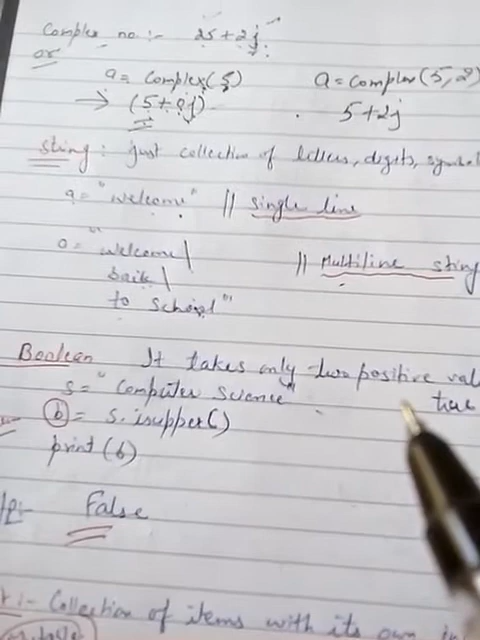 Complex no :- 25 + 2j
or
a = complex(5)    a = complex(5, 2)
→ (5+0j)    5+2j
string : just collection of letters, digits, symbol
a = "welcome" // single line
a = "welcome\ // Multiline string
back\
to school"
Boolean It takes only two positive val
s = "Computer science" true
b = s.isupper()
print(b)
O/P:- False
:- Collection of items with its own in